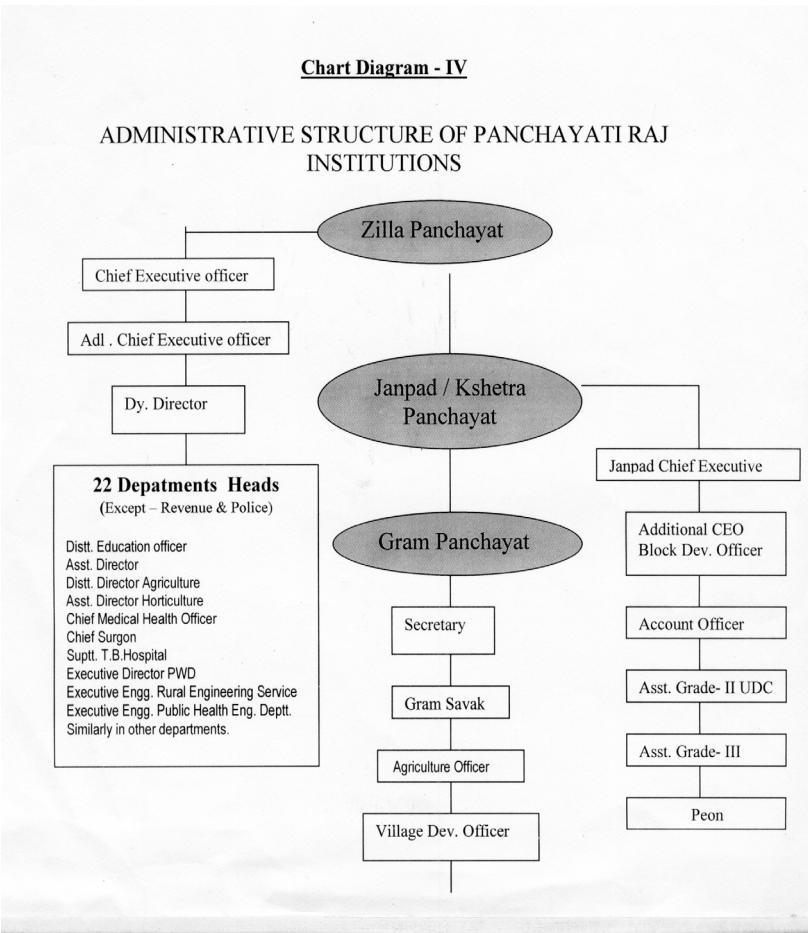 Chart Diagram - IV
ADMINISTRATIVE STRUCTURE OF PANCHAYATI RAJ
INSTITUTIONS
Zilla Panchayat
Chief Executive officer
Adl . Chief Executive officer
Dy. Director
22 Depatments Heads
(Except – Revenue & Police)
Distt. Education officer
Asst. Director
Distt. Director Agriculture
Asst. Director Horticulture
Chief Medical Health Officer
Chief Surgon
Suptt. T.B.Hospital
Executive Director PWD
Executive Engg. Rural Engineering Service
Executive Engg. Public Health Eng. Deptt.
Similarly in other departments.
Janpad / Kshetra
Panchayat
Gram Panchayat
Secretary
Gram Savak
Agriculture Officer
Village Dev. Officer
Janpad Chief Executive
Additional CEO
Block Dev. Officer
Account Officer
Asst. Grade- II UDC
Asst. Grade- III
Peon